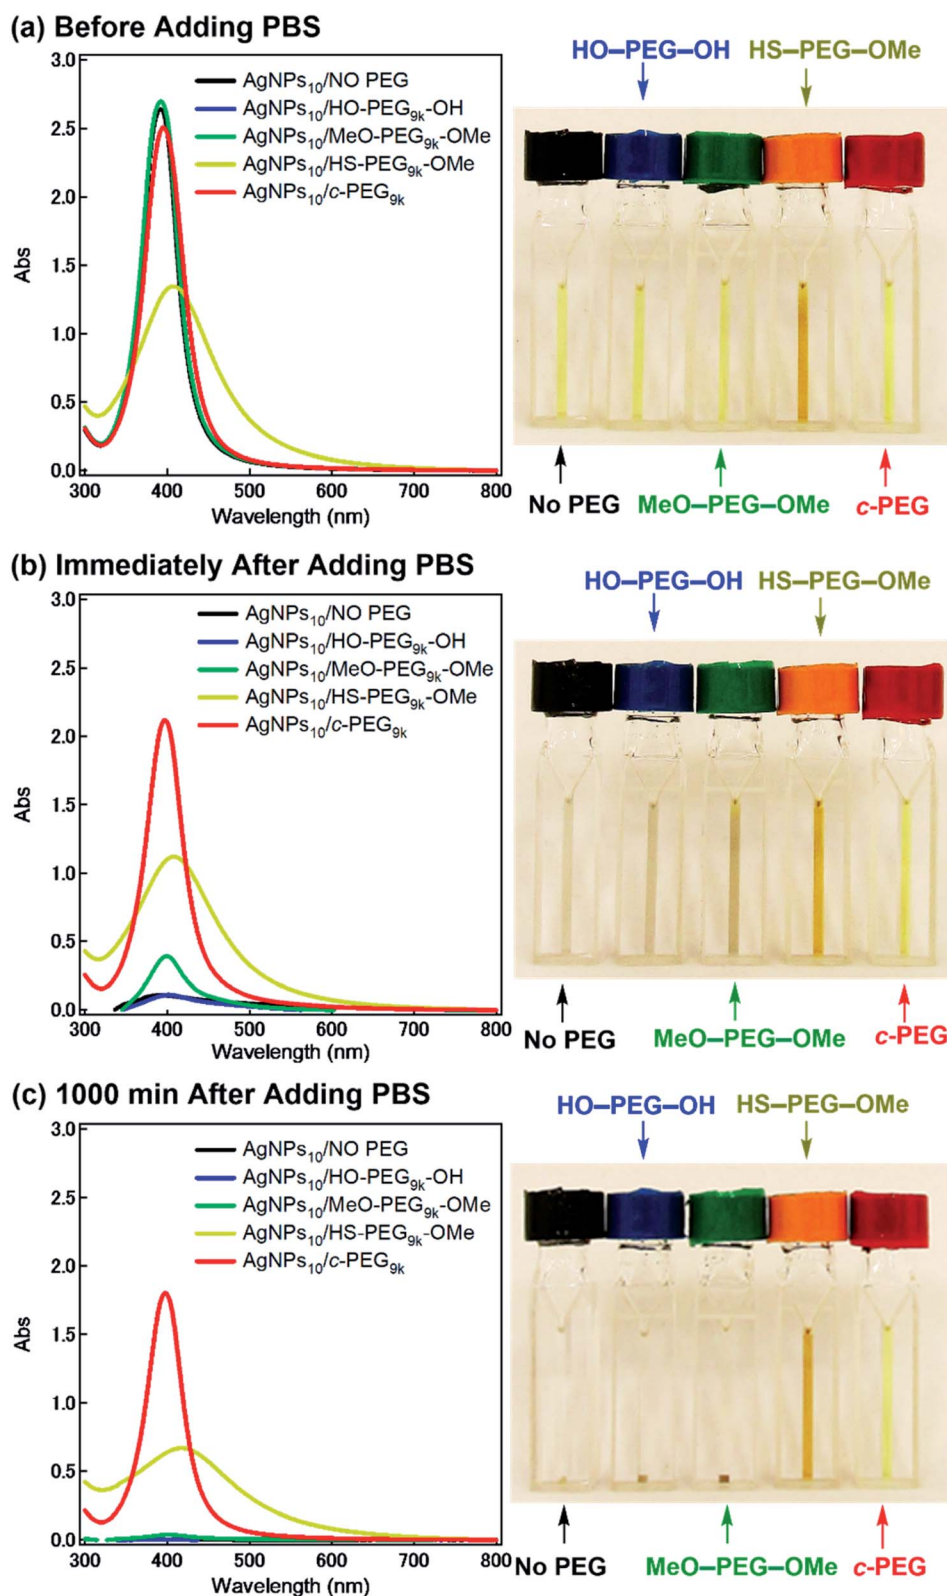 (a) Before Adding PBS
HO–PEG–OH HS–PEG–OMe
3.0
2.5
2.0
1.5
1.0
0.5
0.0
Abs
AgNPs10/NO PEG
AgNPs10/HO-PEG9k-OH
AgNPs10/MeO-PEG9k-OMe
AgNPs10/HS-PEG9k-OMe
AgNPs10/c-PEG9k
300 400 500 600 700 800
Wavelength (nm)
No PEG MeO–PEG–OMe c-PEG
(b) Immediately After Adding PBS
HO–PEG–OH HS–PEG–OMe
3.0
2.5
2.0
1.5
1.0
0.5
0.0
Abs
AgNPs10/NO PEG
AgNPs10/HO-PEG9k-OH
AgNPs10/MeO-PEG9k-OMe
AgNPs10/HS-PEG9k-OMe
AgNPs10/c-PEG9k
300 400 500 600 700 800
Wavelength (nm)
No PEG MeO–PEG–OMe c-PEG
(c) 1000 min After Adding PBS
HO–PEG–OH HS–PEG–OMe
3.0
2.5
2.0
1.5
1.0
0.5
0.0
Abs
AgNPs10/NO PEG
AgNPs10/HO-PEG9k-OH
AgNPs10/MeO-PEG9k-OMe
AgNPs10/HS-PEG9k-OMe
AgNPs10/c-PEG9k
300 400 500 600 700 800
Wavelength (nm)
No PEG MeO–PEG–OMe c-PEG